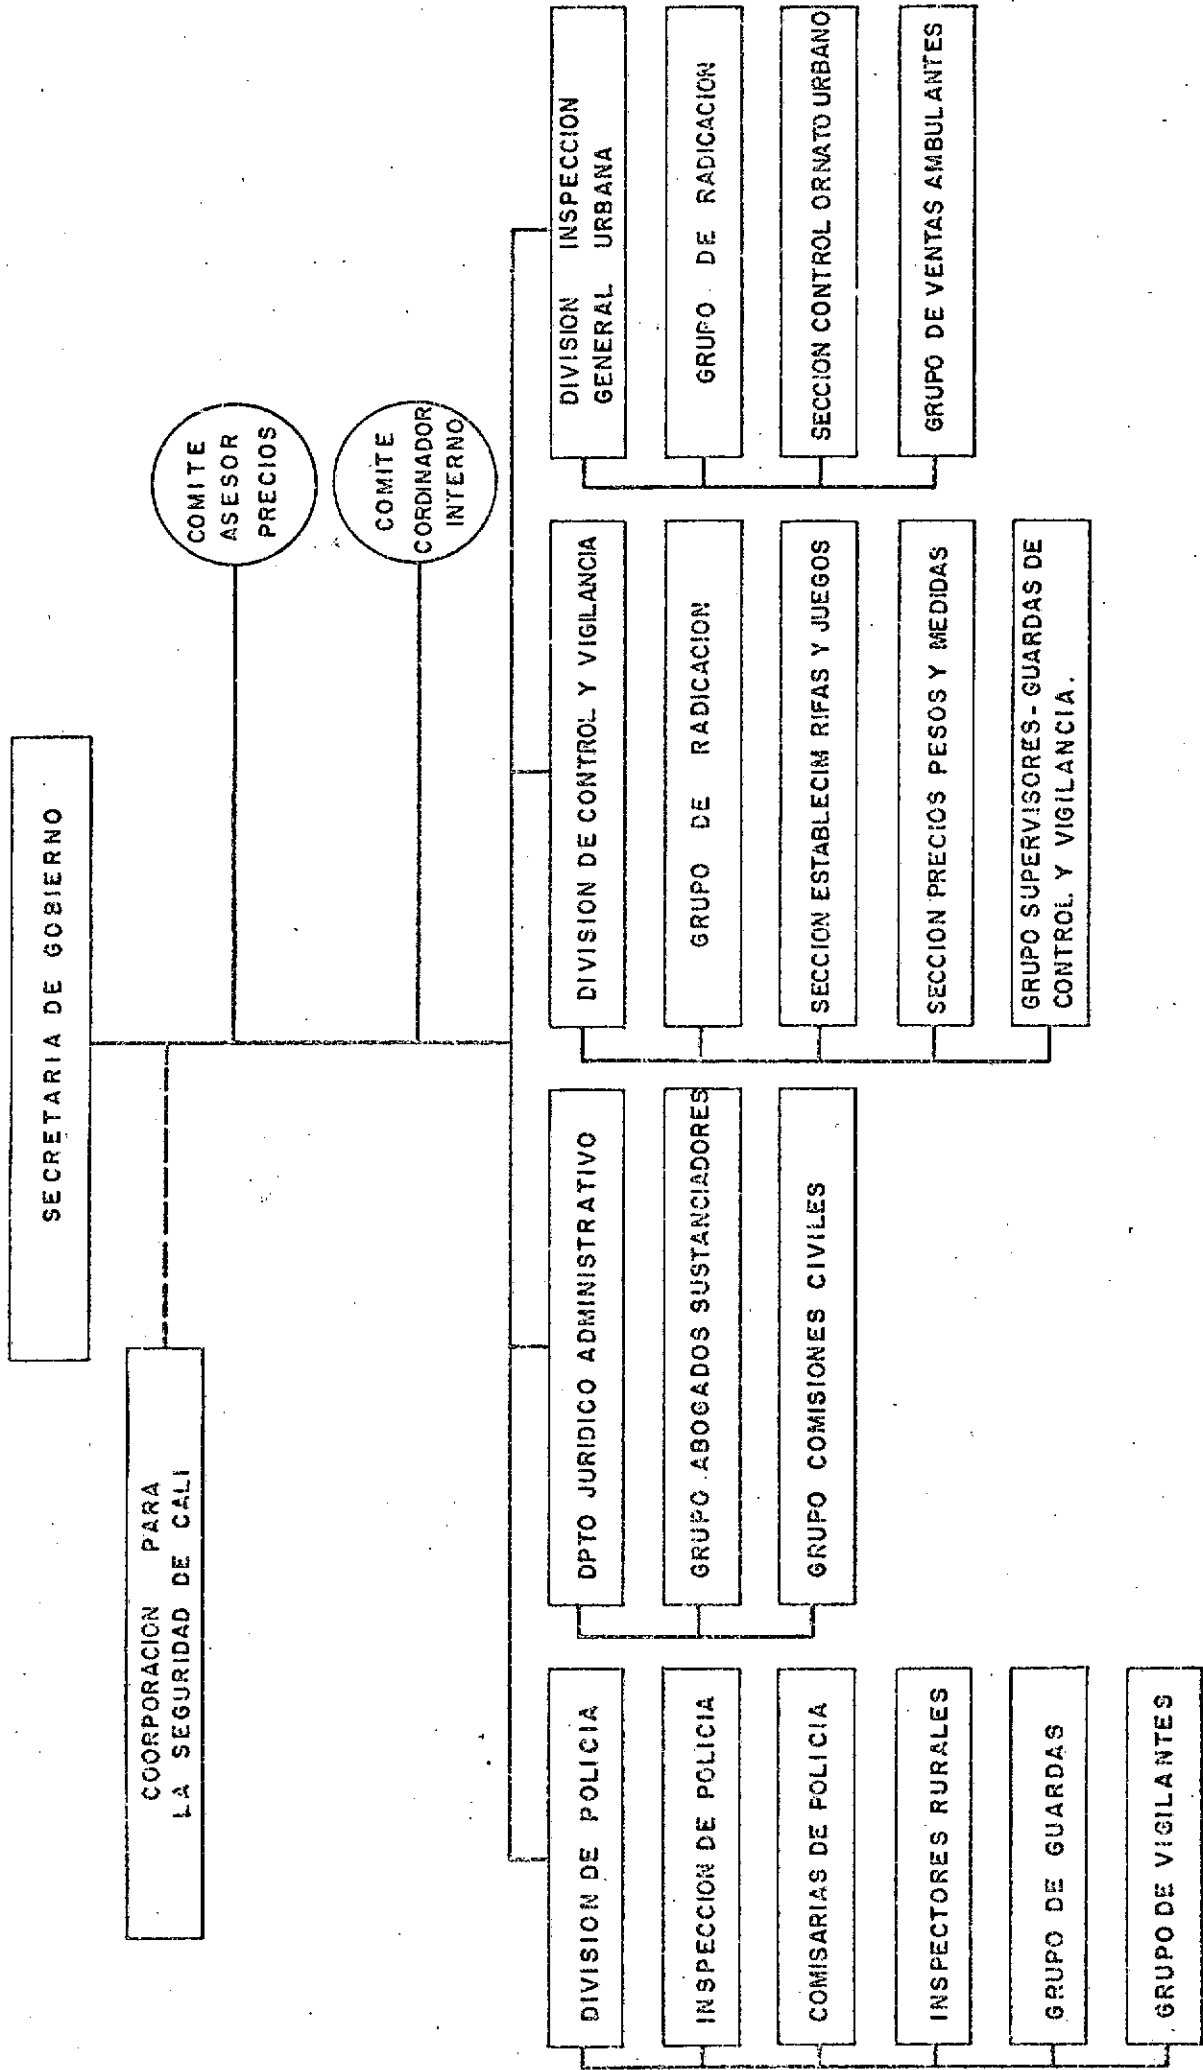 SECRETARIA DE GOBIERNO
COORPORACION PARA
LA SEGURIDAD DE CALI
COMITE
ASESOR
PRECIOS
COMITE
CORDINADOR
INTERNO
DIVISION DE POLICIA
INSPECCION DE POLICIA
COMISARIAS DE POLICIA
INSPECTORES RURALES
GRUPO DE GUARDAS
GRUPO DE VIGILANTES
DPTO JURIDICO ADMINISTRATIVO
GRUPO ABOGADOS SUSTANCIADORES
GRUPO COMISIONES CIVILES
DIVISION DE CONTROL Y VIGILANCIA
GRUPO DE RADICACION
SECCION ESTABLECIM RIFAS Y JUEGOS
SECCION PRECIOS PESOS Y MEDIDAS
GRUPO SUPERVISORES - GUARDAS DE
CONTROL Y VIGILANCIA.
DIVISION INSPECCION
GENERAL URBANA
GRUPO DE RADICACION
SECCION CONTROL ORNATO URBANO
GRUPO DE VENTAS AMBULANTES